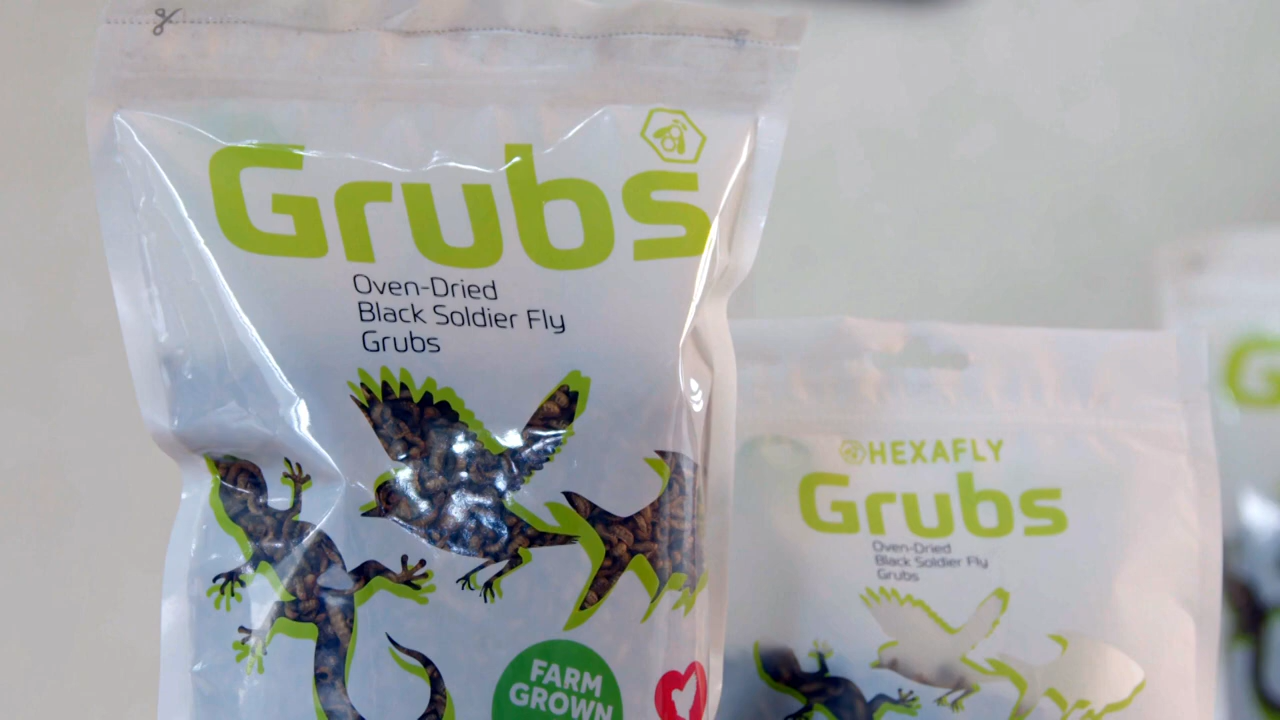 Grubs
Oven-Dried
Black Soldier Fly
Grubs
FARM
GROWN
HEXAFLY
Grubs
Oven-Dried
Black Soldier Fly
Grubs
G